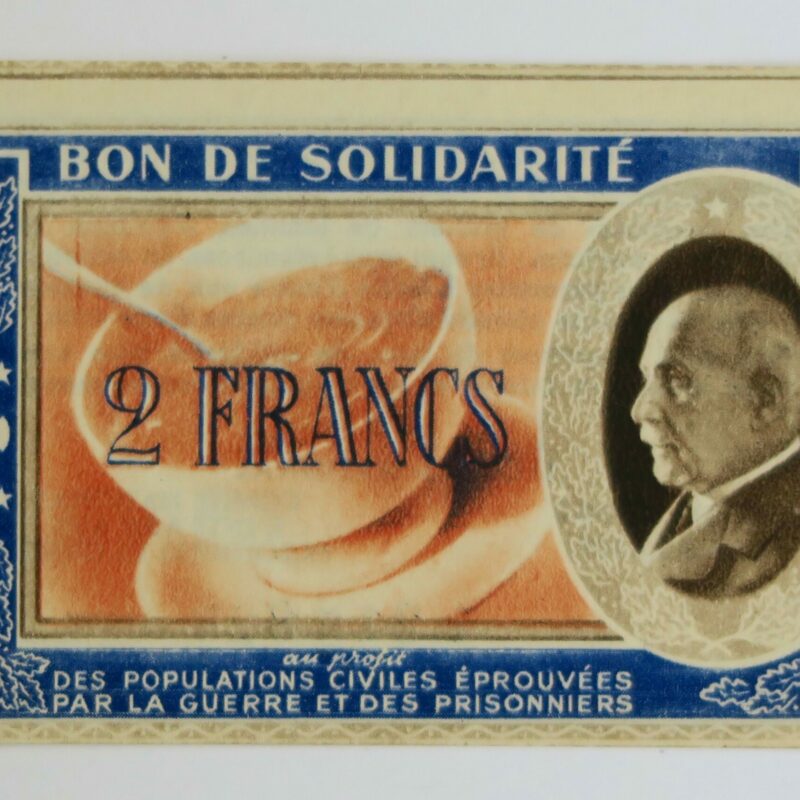 BON DE SOLIDARITÉ
2 FRANCS
au profit
DES POPULATIONS CIVILES ÉPROUVÉES
PAR LA GUERRE ET DES PRISONNIERS